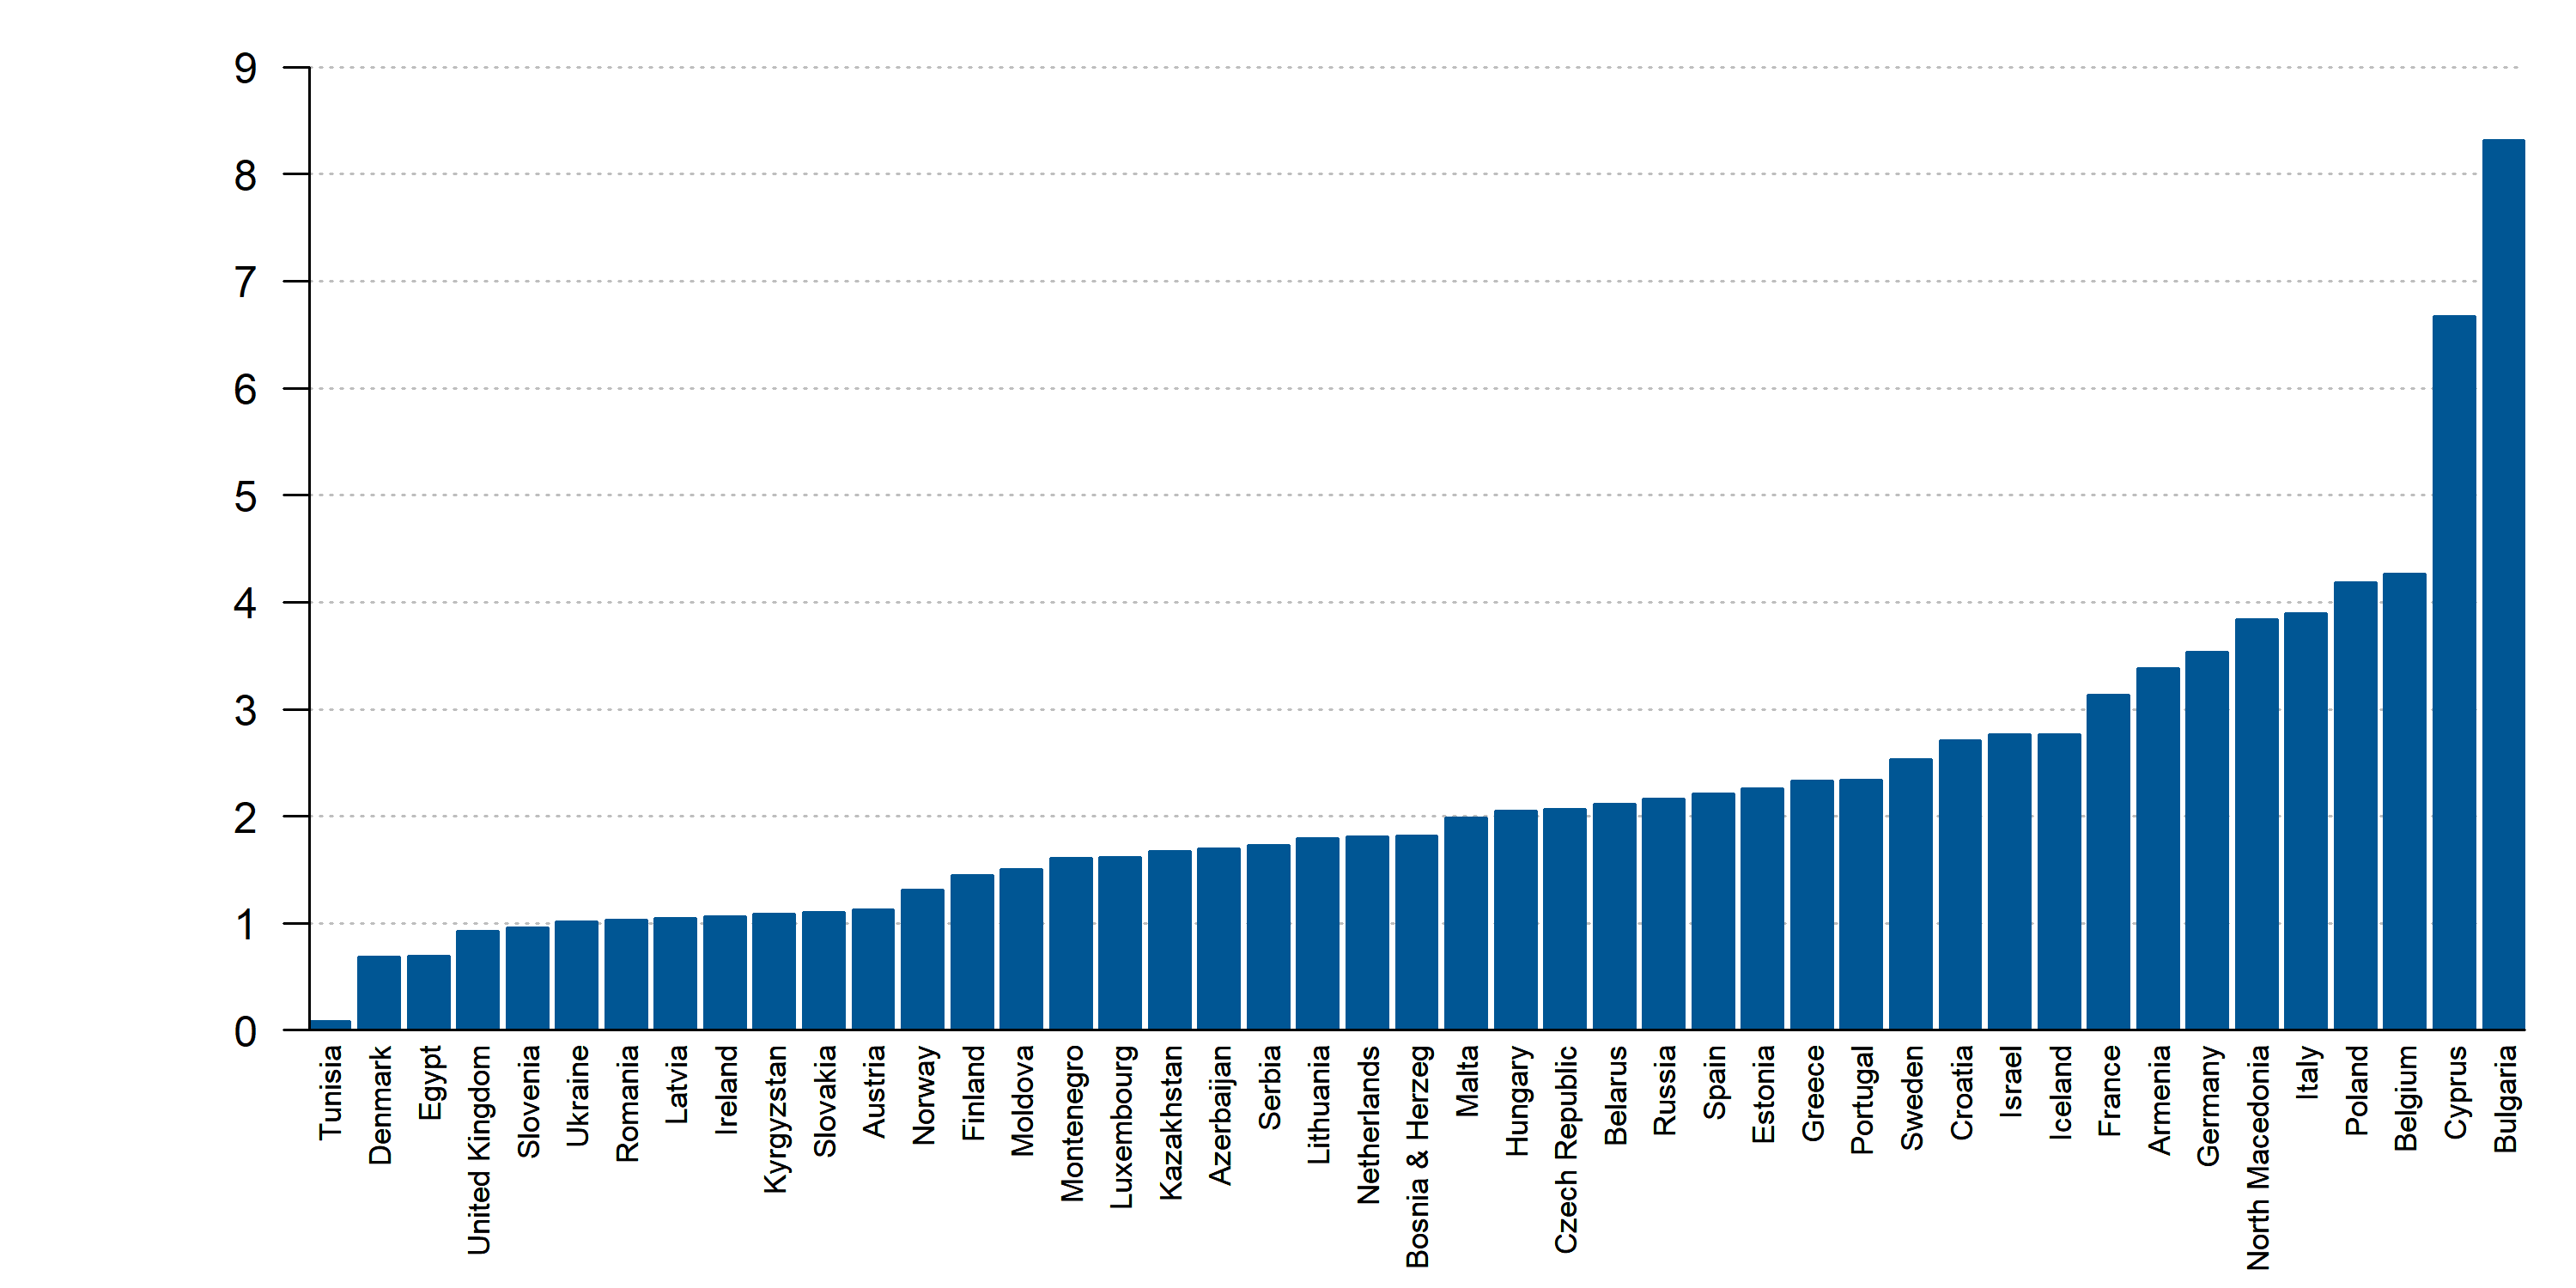 9
8
7
6
5
4
3
2
1
0
Tunisia
Denmark
Egypt
United Kingdom
Slovenia
Ukraine
Romania
Latvia
Ireland
Kyrgyzstan
Slovakia
Austria
Norway
Finland
Moldova
Montenegro
Luxembourg
Kazakhstan
Azerbaijan
Serbia
Lithuania
Netherlands
Bosnia & Herzeg
Malta
Hungary
Czech Republic
Belarus
Russia
Spain
Estonia
Greece
Portugal
Sweden
Croatia
Israel
Iceland
France
Armenia
Germany
North Macedonia
Italy
Poland
Belgium
Cyprus
Bulgaria